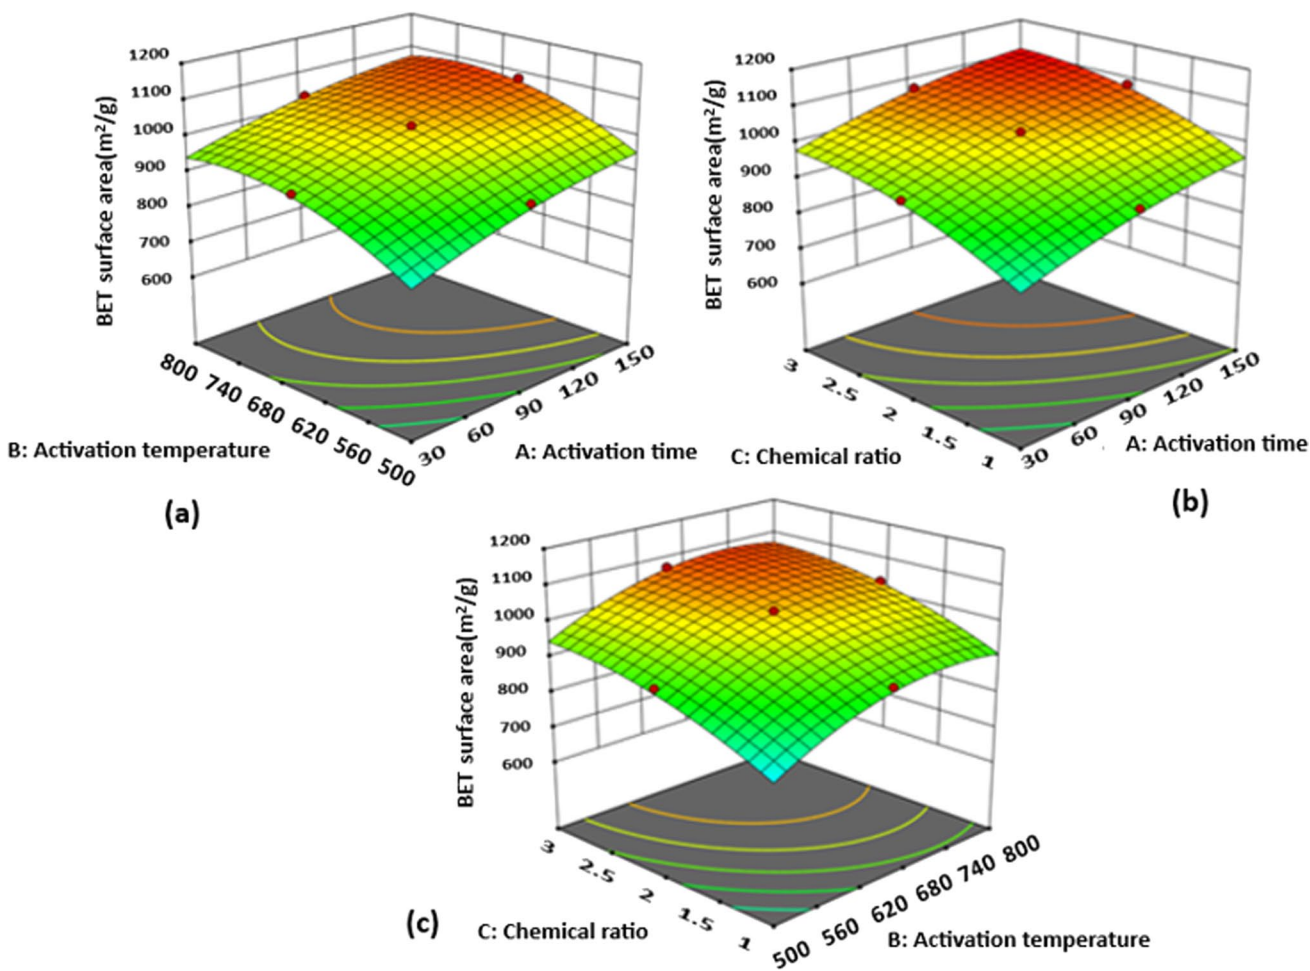 1200
1100
1000
900
800
700
600
BET surface area(m²/g)
800 740 680 620 560 500
30 60 90 120 150
B: Activation temperature
A: Activation time
(a)
1200
1100
1000
900
800
700
600
BET surface area(m²/g)
3 2.5 2 1.5 1
30 60 90 120 150
C: Chemical ratio
A: Activation time
(b)
1200
1100
1000
900
800
700
600
BET surface area(m²/g)
3 2.5 2 1.5 1
500 560 620 680 740 800
(c)
C: Chemical ratio
B: Activation temperature